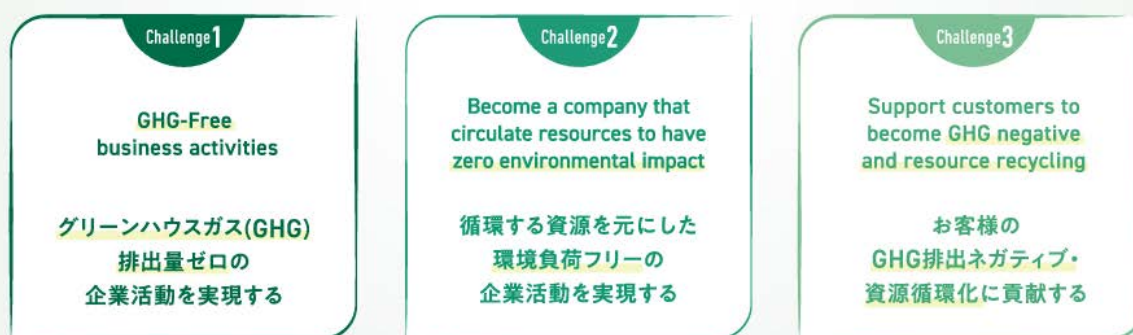 Challenge1
GHG-Free
business activities
グリーンハウスガス(GHG)
排出量ゼロの
企業活動を実現する
Challenge2
Become a company that
circulate resources to have
zero environmental impact
循環する資源を元にした
環境負荷フリーの
企業活動を実現する
Challenge3
Support customers to
become GHG negative
and resource recycling
お客様の
GHG排出ネガティブ・
資源循環化に貢献する